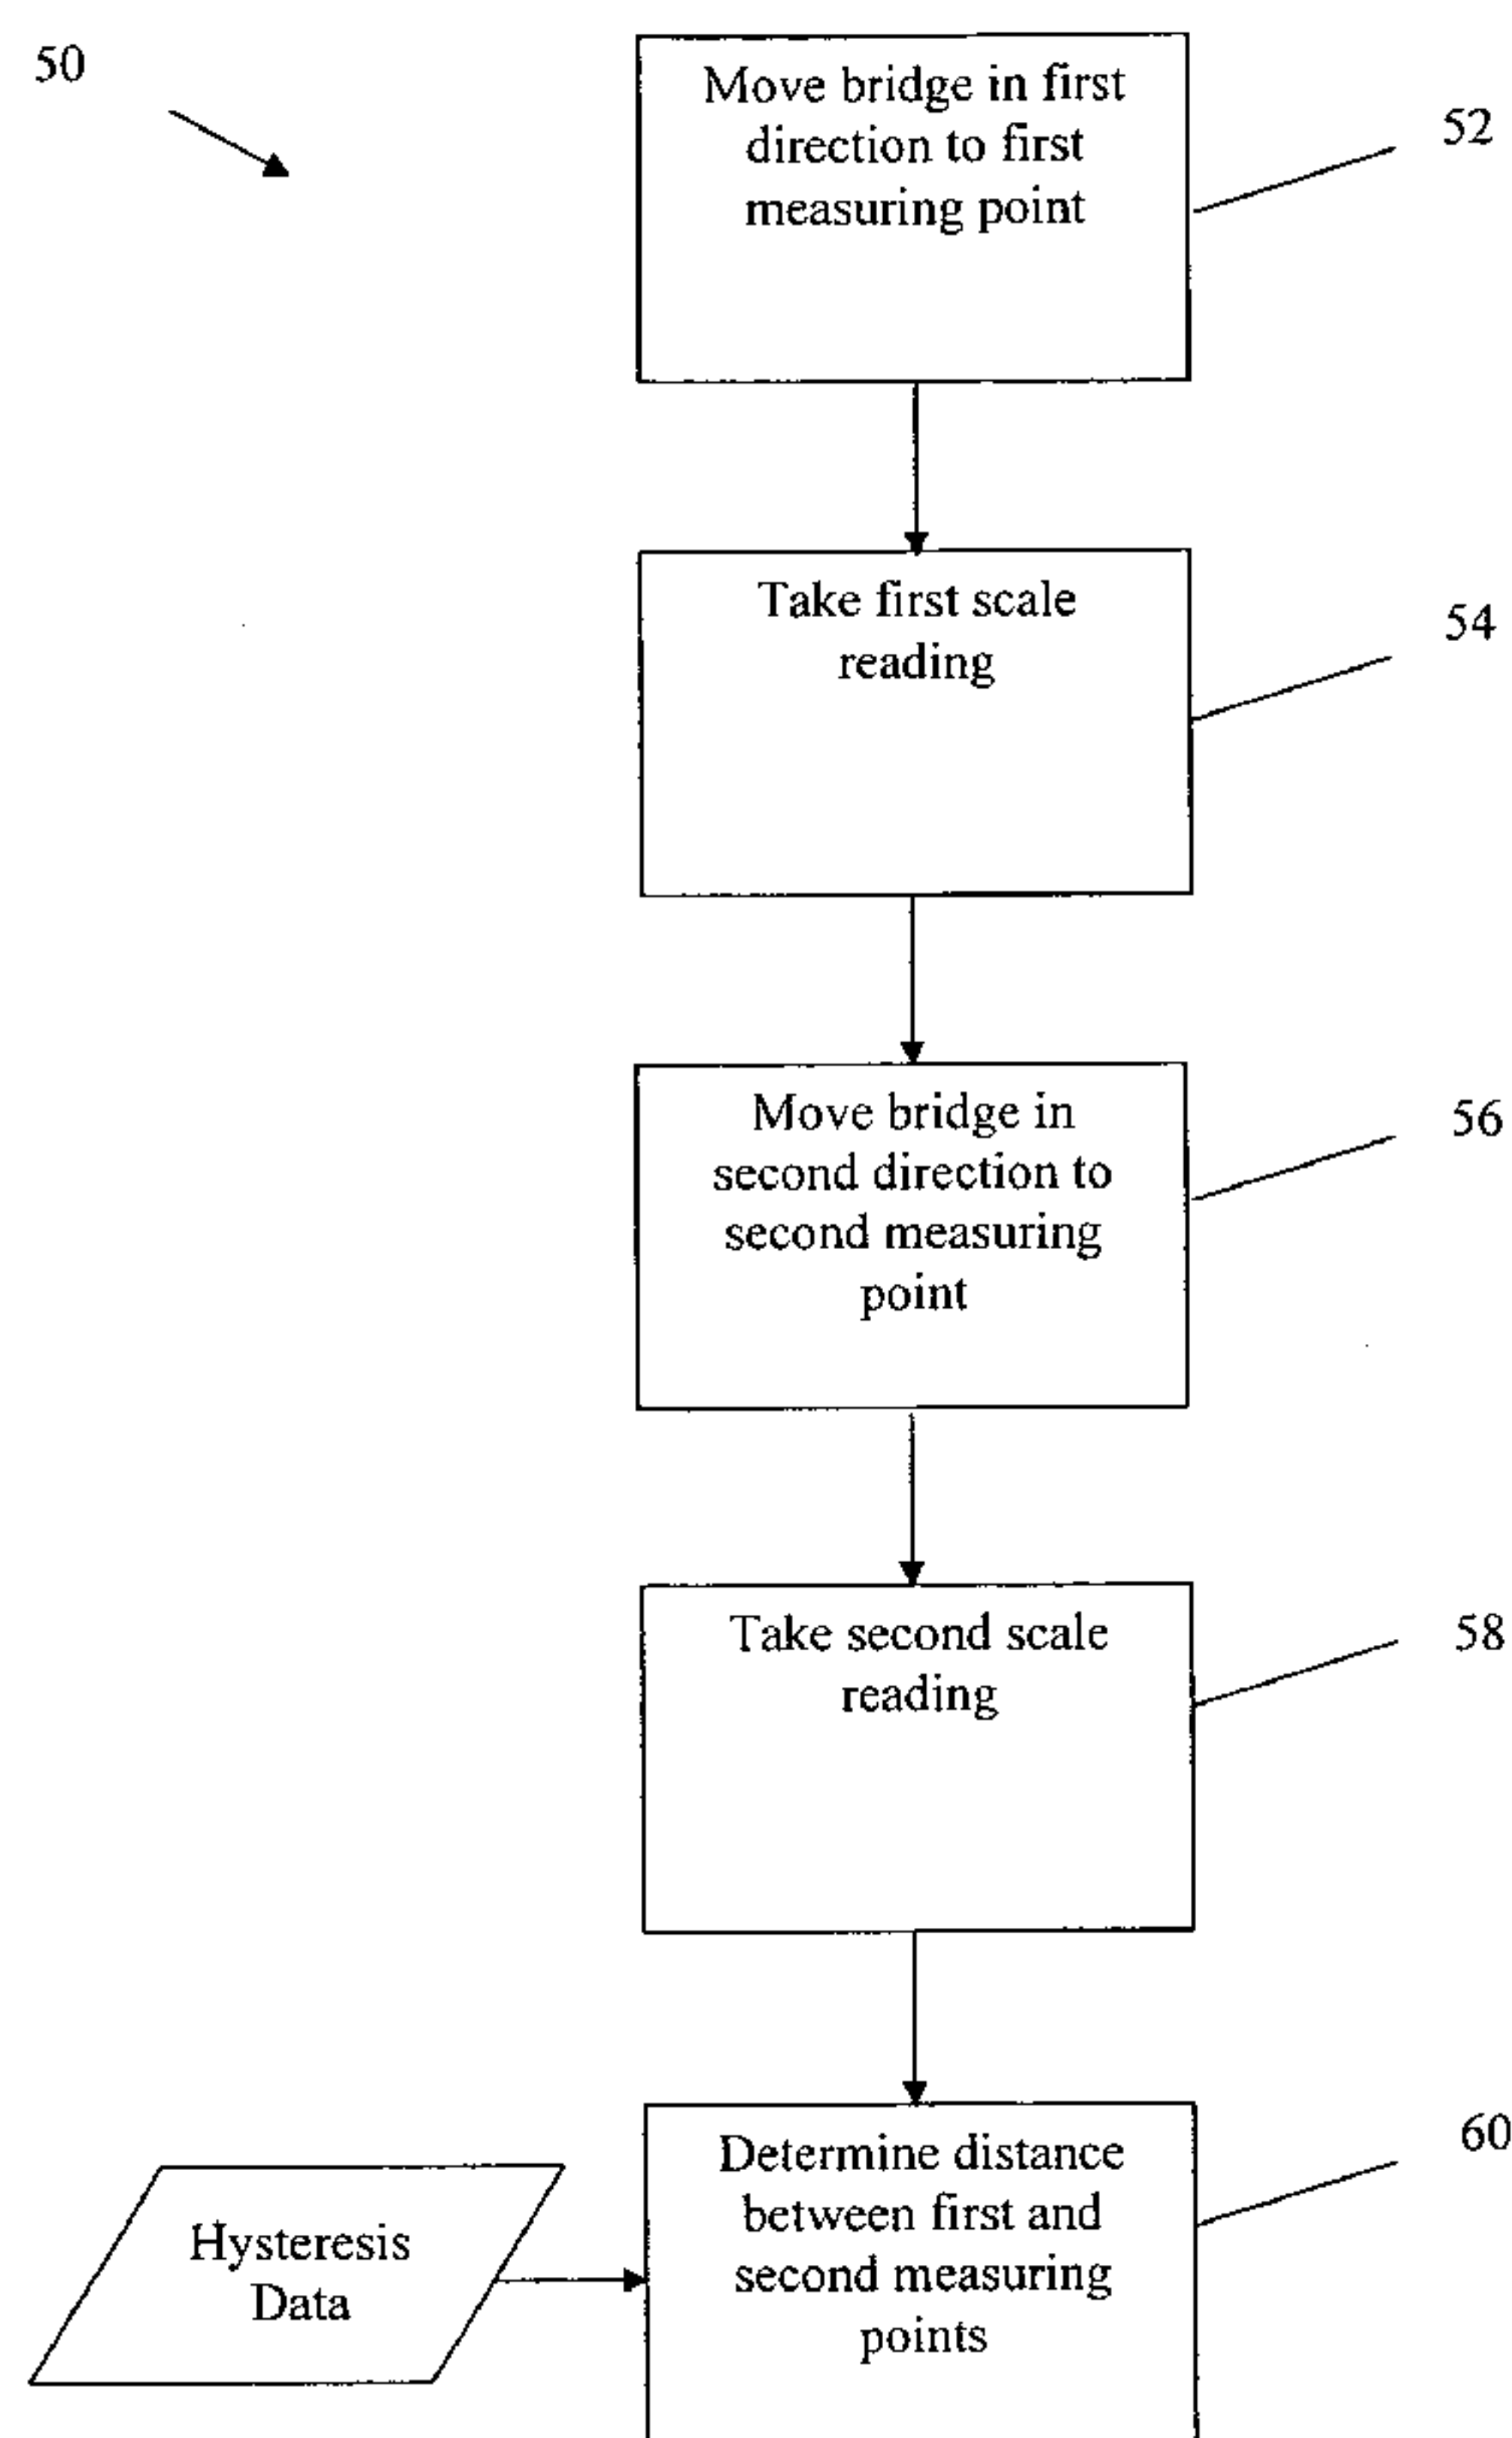 50
Move bridge in first
direction to first
measuring point
52
Take first scale
reading
54
Move bridge in
second direction to
second measuring
point
56
Take second scale
reading
58
Determine distance
between first and
second measuring
points
60
Hysteresis
Data